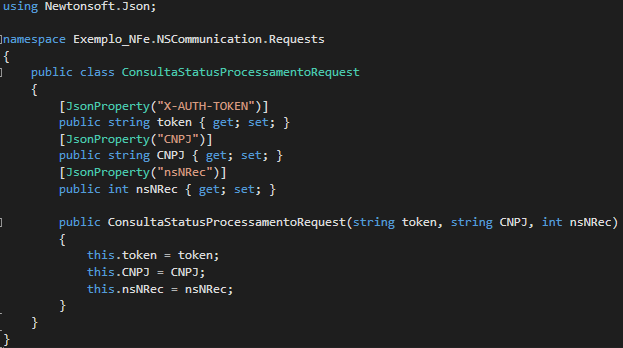 using Newtonsoft.Json;
namespace Exemplo_NFe.NSCommunication.Requests
{
public class ConsultaStatusProcessamentoRequest
{
[JsonProperty("X-AUTH-TOKEN")]
public string token { get; set; }
[JsonProperty("CNPJ")]
public string CNPJ { get; set; }
[JsonProperty("nsNRec")]
public int nsNRec { get; set; }
public ConsultaStatusProcessamentoRequest(string token, string CNPJ, int nsNRec)
{
this.token = token;
this.CNPJ = CNPJ;
this.nsNRec = nsNRec;
}
}
}